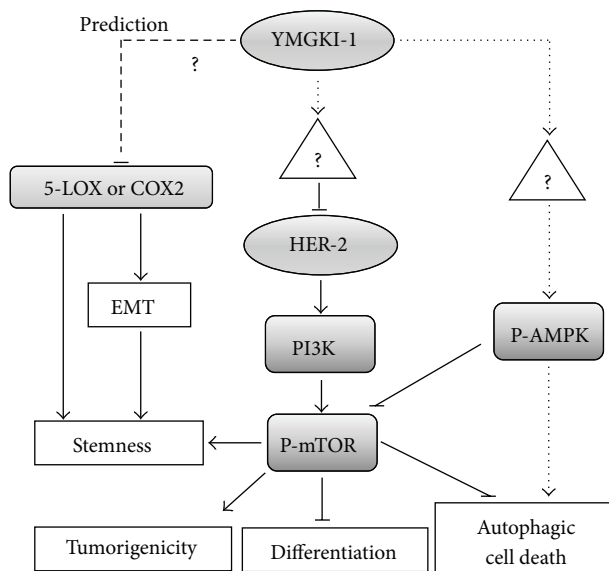 Prediction
YMGKI-1
?
?
?
5-LOX or COX2
HER-2
EMT
PI3K
P-AMPK
Stemness
P-mTOR
Tumorigenicity
Differentiation
Autophagic
cell death